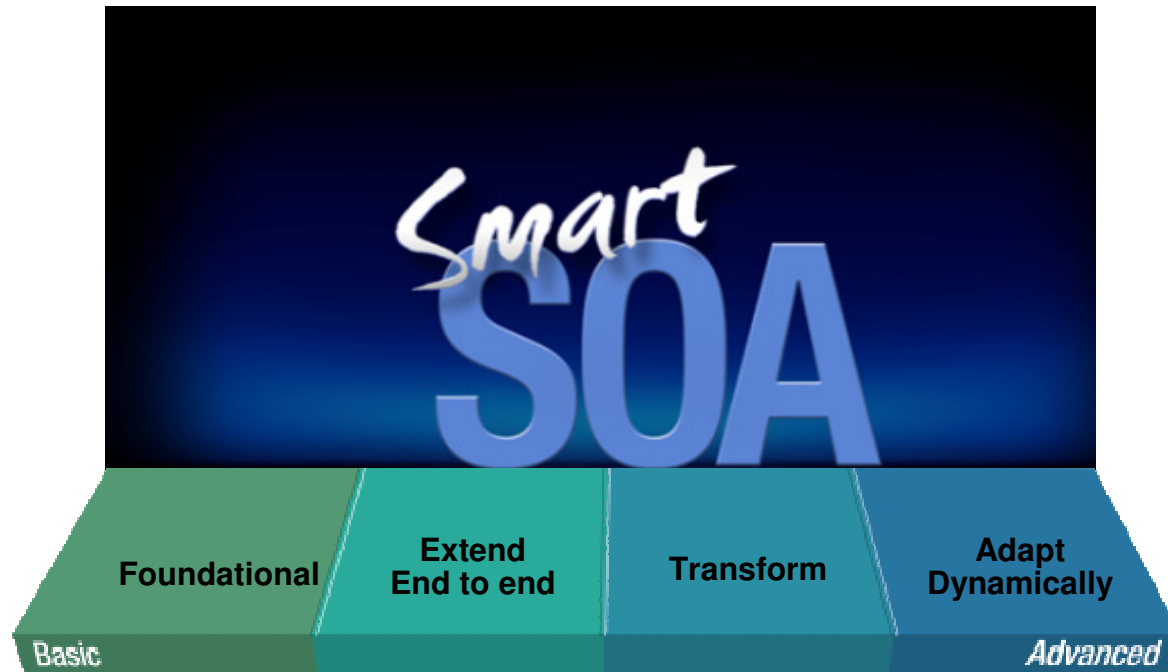 Smart
SOA
Foundational
Extend
End to end
Transform
Adapt
Dynamically
Basic
Advanced